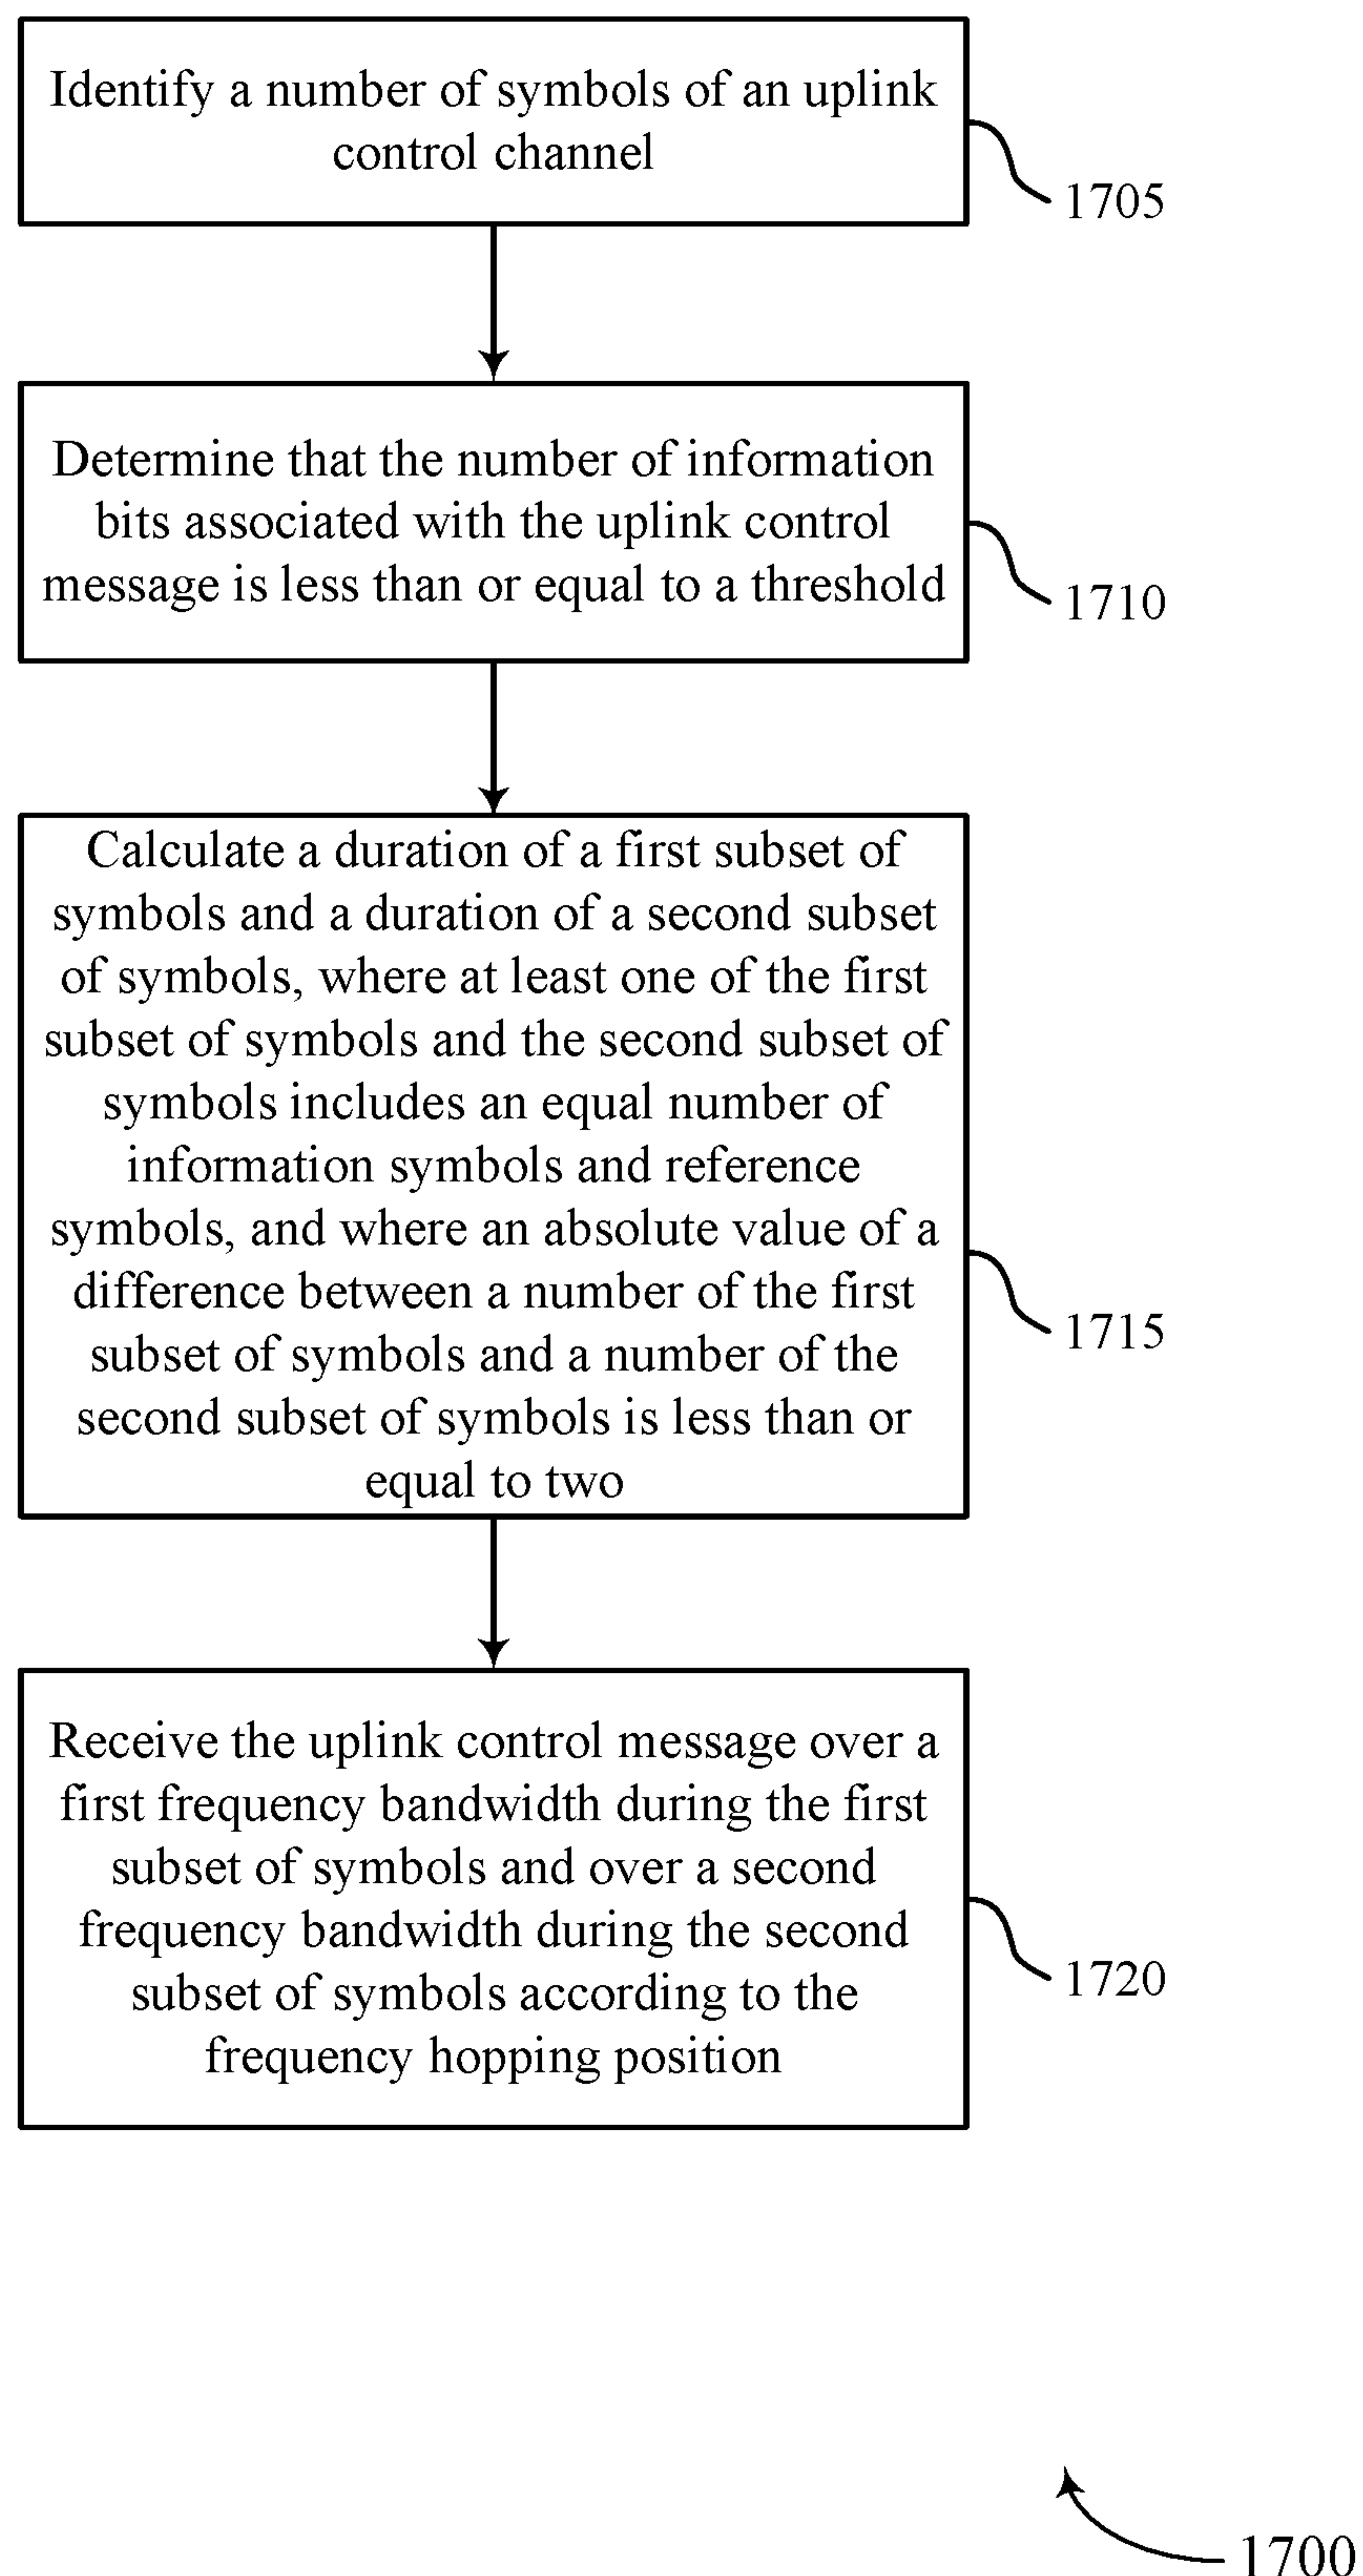 Identify a number of symbols of an uplink
control channel
1705
Determine that the number of information
bits associated with the uplink control
message is less than or equal to a threshold
1710
Calculate a duration of a first subset of
symbols and a duration of a second subset
of symbols, where at least one of the first
subset of symbols and the second subset of
symbols includes an equal number of
information symbols and reference
symbols, and where an absolute value of a
difference between a number of the first
subset of symbols and a number of the
second subset of symbols is less than or
equal to two
1715
Receive the uplink control message over a
first frequency bandwidth during the first
subset of symbols and over a second
frequency bandwidth during the second
subset of symbols according to the
frequency hopping position
1720
1700